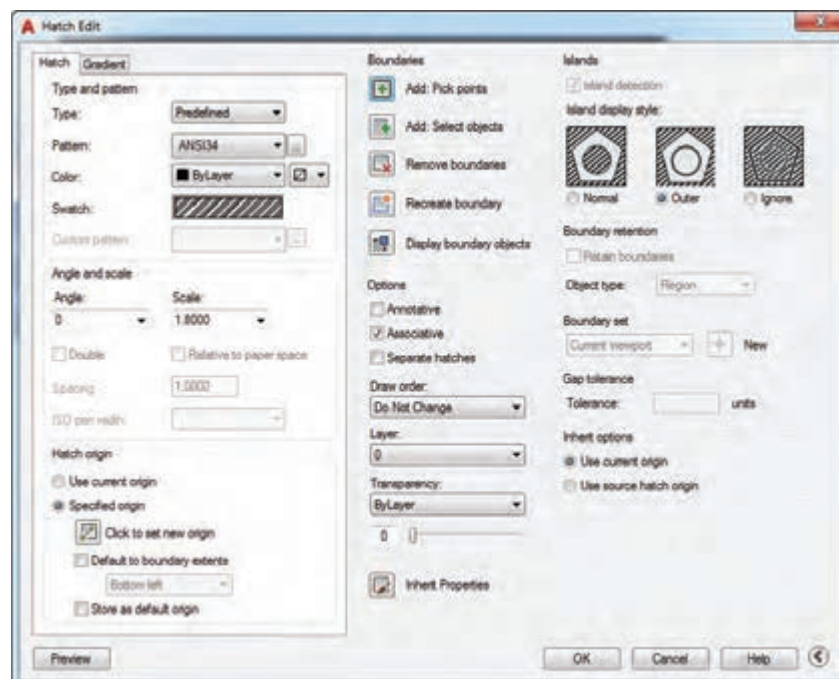 Hatch Edit
Hatch
Gradient
Type and pattern
Type:
Predefined
Pattern:
ANSI34
...
Color:
ByLayer
Swatch:
Custom pattern:
Angle and scale
Angle:
Scale:
0
1.8000
Double
Relative to paper space
Spacing:
1.0000
ISO pen width:
Hatch origin
Use current origin
Specified origin
Click to set new origin
Default to boundary extents
Bottom left
Store as default origin
Preview
Boundaries
Add: Pick points
Add: Select objects
Remove boundaries
Recreate boundary
Display boundary objects
Options
Annotative
Associative
Separate hatches
Draw order:
Do Not Change
Layer:
0
Transparency:
ByLayer
0
Inherit Properties
Islands
Island detection
Island display style:
Normal
Outer
Ignore
Boundary retention
Retain boundaries
Object type:
Region
Boundary set
Current viewport
New
Gap tolerance
Tolerance:
units
Inherit options
Use current origin
Use source hatch origin
OK
Cancel
Help